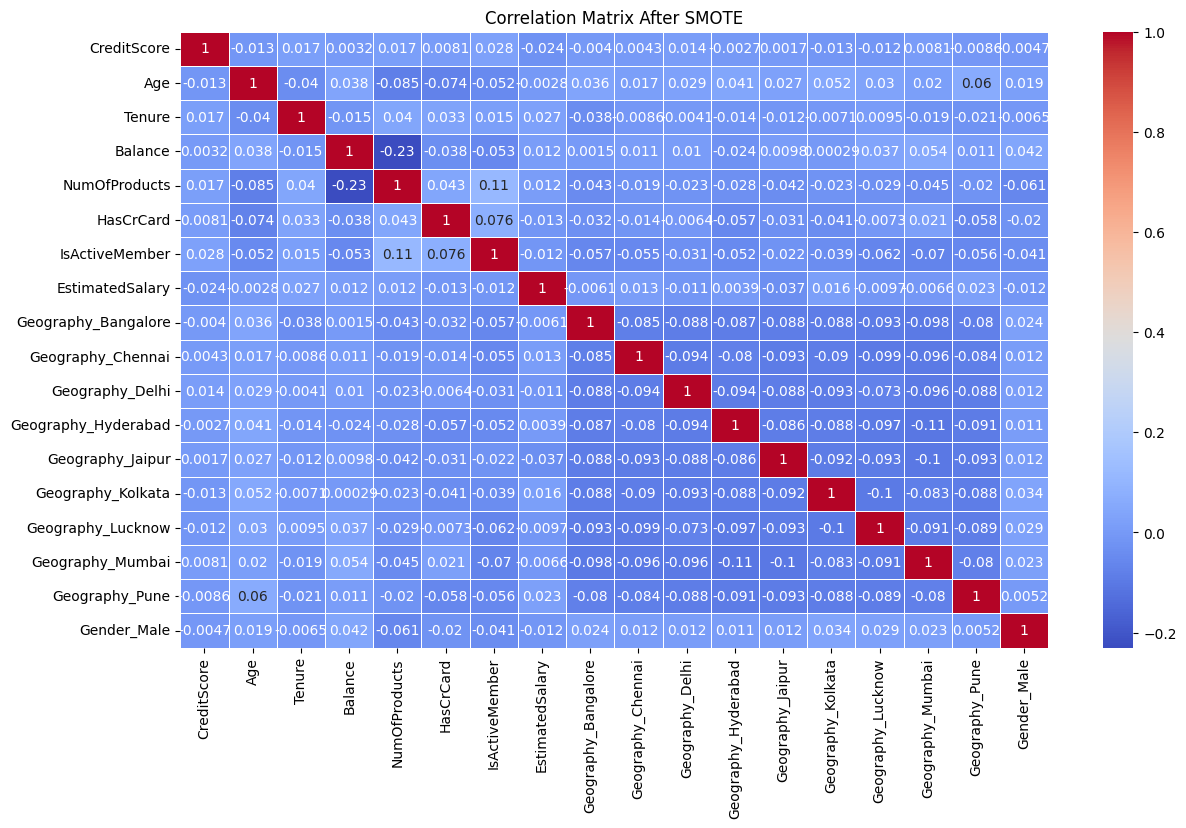 Correlation Matrix After SMOTE
CreditScore 1 -0.013 0.017 0.0032 0.017 0.0081 0.028 -0.024 -0.004 0.0043 0.014 -0.0027 0.0017 -0.013 -0.012 0.0081 -0.0086 -0.0047
Age -0.013 1 -0.04 0.038 -0.085 -0.074 -0.052 -0.0028 0.036 0.017 0.029 0.041 0.027 0.052 0.03 0.02 0.06 0.019
Tenure 0.017 -0.04 1 -0.015 0.04 0.033 0.015 0.027 -0.038 -0.0086 -0.0041 -0.014 -0.012 -0.0071 0.0095 -0.019 -0.021 -0.0065
Balance 0.0032 0.038 -0.015 1 -0.23 -0.038 -0.053 0.012 0.0015 0.011 0.01 -0.024 0.0098 0.00029 0.037 0.054 0.011 0.042
NumOfProducts 0.017 -0.085 0.04 -0.23 1 0.043 0.11 0.012 -0.043 -0.019 -0.023 -0.028 -0.042 -0.023 -0.029 -0.045 -0.02 -0.061
HasCrCard 0.0081 -0.074 0.033 -0.038 0.043 1 0.076 -0.013 -0.032 -0.014 -0.0064 -0.057 -0.031 -0.041 -0.0073 0.021 -0.058 -0.02
IsActiveMember 0.028 -0.052 0.015 -0.053 0.11 0.076 1 -0.012 -0.057 -0.055 -0.031 -0.052 -0.022 -0.039 -0.062 -0.07 -0.056 -0.041
EstimatedSalary -0.024 -0.0028 0.027 0.012 0.012 -0.013 -0.012 1 -0.0061 0.013 -0.011 0.0039 -0.037 0.016 -0.0097 -0.0066 0.023 -0.012
Geography_Bangalore -0.004 0.036 -0.038 0.0015 -0.043 -0.032 -0.057 -0.0061 1 -0.085 -0.088 -0.087 -0.088 -0.088 -0.093 -0.098 -0.08 0.024
Geography_Chennai 0.0043 0.017 -0.0086 0.011 -0.019 -0.014 -0.055 0.013 -0.085 1 -0.094 -0.08 -0.093 -0.09 -0.099 -0.096 -0.084 0.012
Geography_Delhi 0.014 0.029 -0.0041 0.01 -0.023 -0.0064 -0.031 -0.011 -0.088 -0.094 1 -0.094 -0.088 -0.093 -0.073 -0.096 -0.088 0.012
Geography_Hyderabad -0.0027 0.041 -0.014 -0.024 -0.028 -0.057 -0.052 0.0039 -0.087 -0.08 -0.094 1 -0.086 -0.088 -0.097 -0.11 -0.091 0.011
Geography_Jaipur 0.0017 0.027 -0.012 0.0098 -0.042 -0.031 -0.022 -0.037 -0.088 -0.093 -0.088 -0.086 1 -0.092 -0.093 -0.1 -0.093 0.012
Geography_Kolkata -0.013 0.052 -0.0071 0.00029 -0.023 -0.041 -0.039 0.016 -0.088 -0.09 -0.093 -0.088 -0.092 1 -0.1 -0.083 -0.088 0.034
Geography_Lucknow -0.012 0.03 0.0095 0.037 -0.029 -0.0073 -0.062 -0.0097 -0.093 -0.099 -0.073 -0.097 -0.093 -0.1 1 -0.091 -0.089 0.029
Geography_Mumbai 0.0081 0.02 -0.019 0.054 -0.045 0.021 -0.07 -0.0066 -0.098 -0.096 -0.096 -0.11 -0.1 -0.083 -0.091 1 -0.08 0.023
Geography_Pune -0.0086 0.06 -0.021 0.011 -0.02 -0.058 -0.056 0.023 -0.08 -0.084 -0.088 -0.091 -0.093 -0.088 -0.089 -0.08 1 0.0052
Gender_Male -0.0047 0.019 -0.0065 0.042 -0.061 -0.02 -0.041 -0.012 0.024 0.012 0.012 0.011 0.012 0.034 0.029 0.023 0.0052 1
CreditScore
Age
Tenure
Balance
NumOfProducts
HasCrCard
IsActiveMember
EstimatedSalary
Geography_Bangalore
Geography_Chennai
Geography_Delhi
Geography_Hyderabad
Geography_Jaipur
Geography_Kolkata
Geography_Lucknow
Geography_Mumbai
Geography_Pune
Gender_Male
1.0
0.8
0.6
0.4
0.2
0.0
−0.2